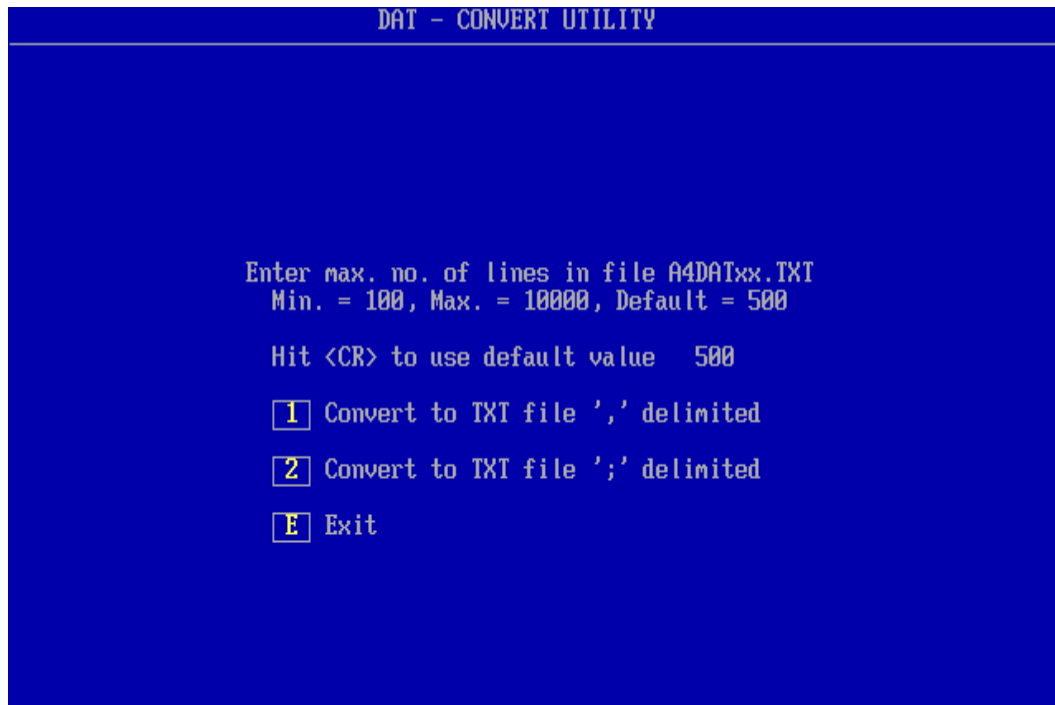 DAT - CONVERT UTILITY
Enter max. no. of lines in file A4DATxx.TXT
Min. = 100, Max. = 10000, Default = 500
Hit <CR> to use default value 500
1 Convert to TXT file ',' delimited
2 Convert to TXT file ';' delimited
E Exit